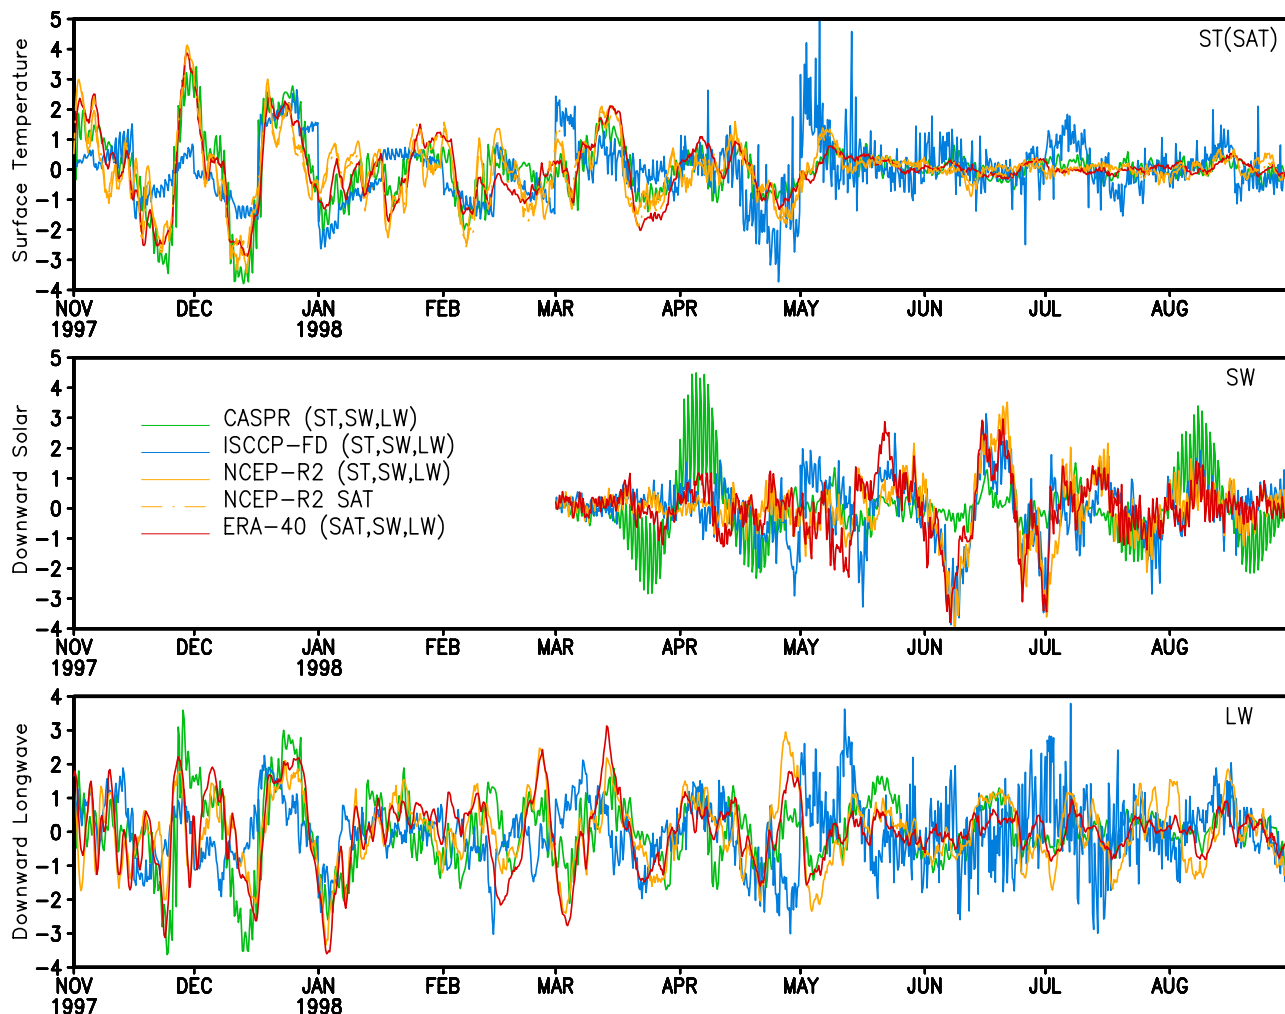 ST(SAT)
Surface Temperature
5
4
3
2
1
0
-1
-2
-3
-4
NOV DEC JAN FEB MAR APR MAY JUN JUL AUG
1997 1998
SW
Downward Solar
5
4
3
2
1
0
-1
-2
-3
-4
CASPR (ST,SW,LW)
ISCCP-FD (ST,SW,LW)
NCEP-R2 (ST,SW,LW)
NCEP-R2 SAT
ERA-40 (SAT,SW,LW)
NOV DEC JAN FEB MAR APR MAY JUN JUL AUG
1997 1998
LW
Downward Longwave
4
3
2
1
0
-1
-2
-3
-4
NOV DEC JAN FEB MAR APR MAY JUN JUL AUG
1997 1998